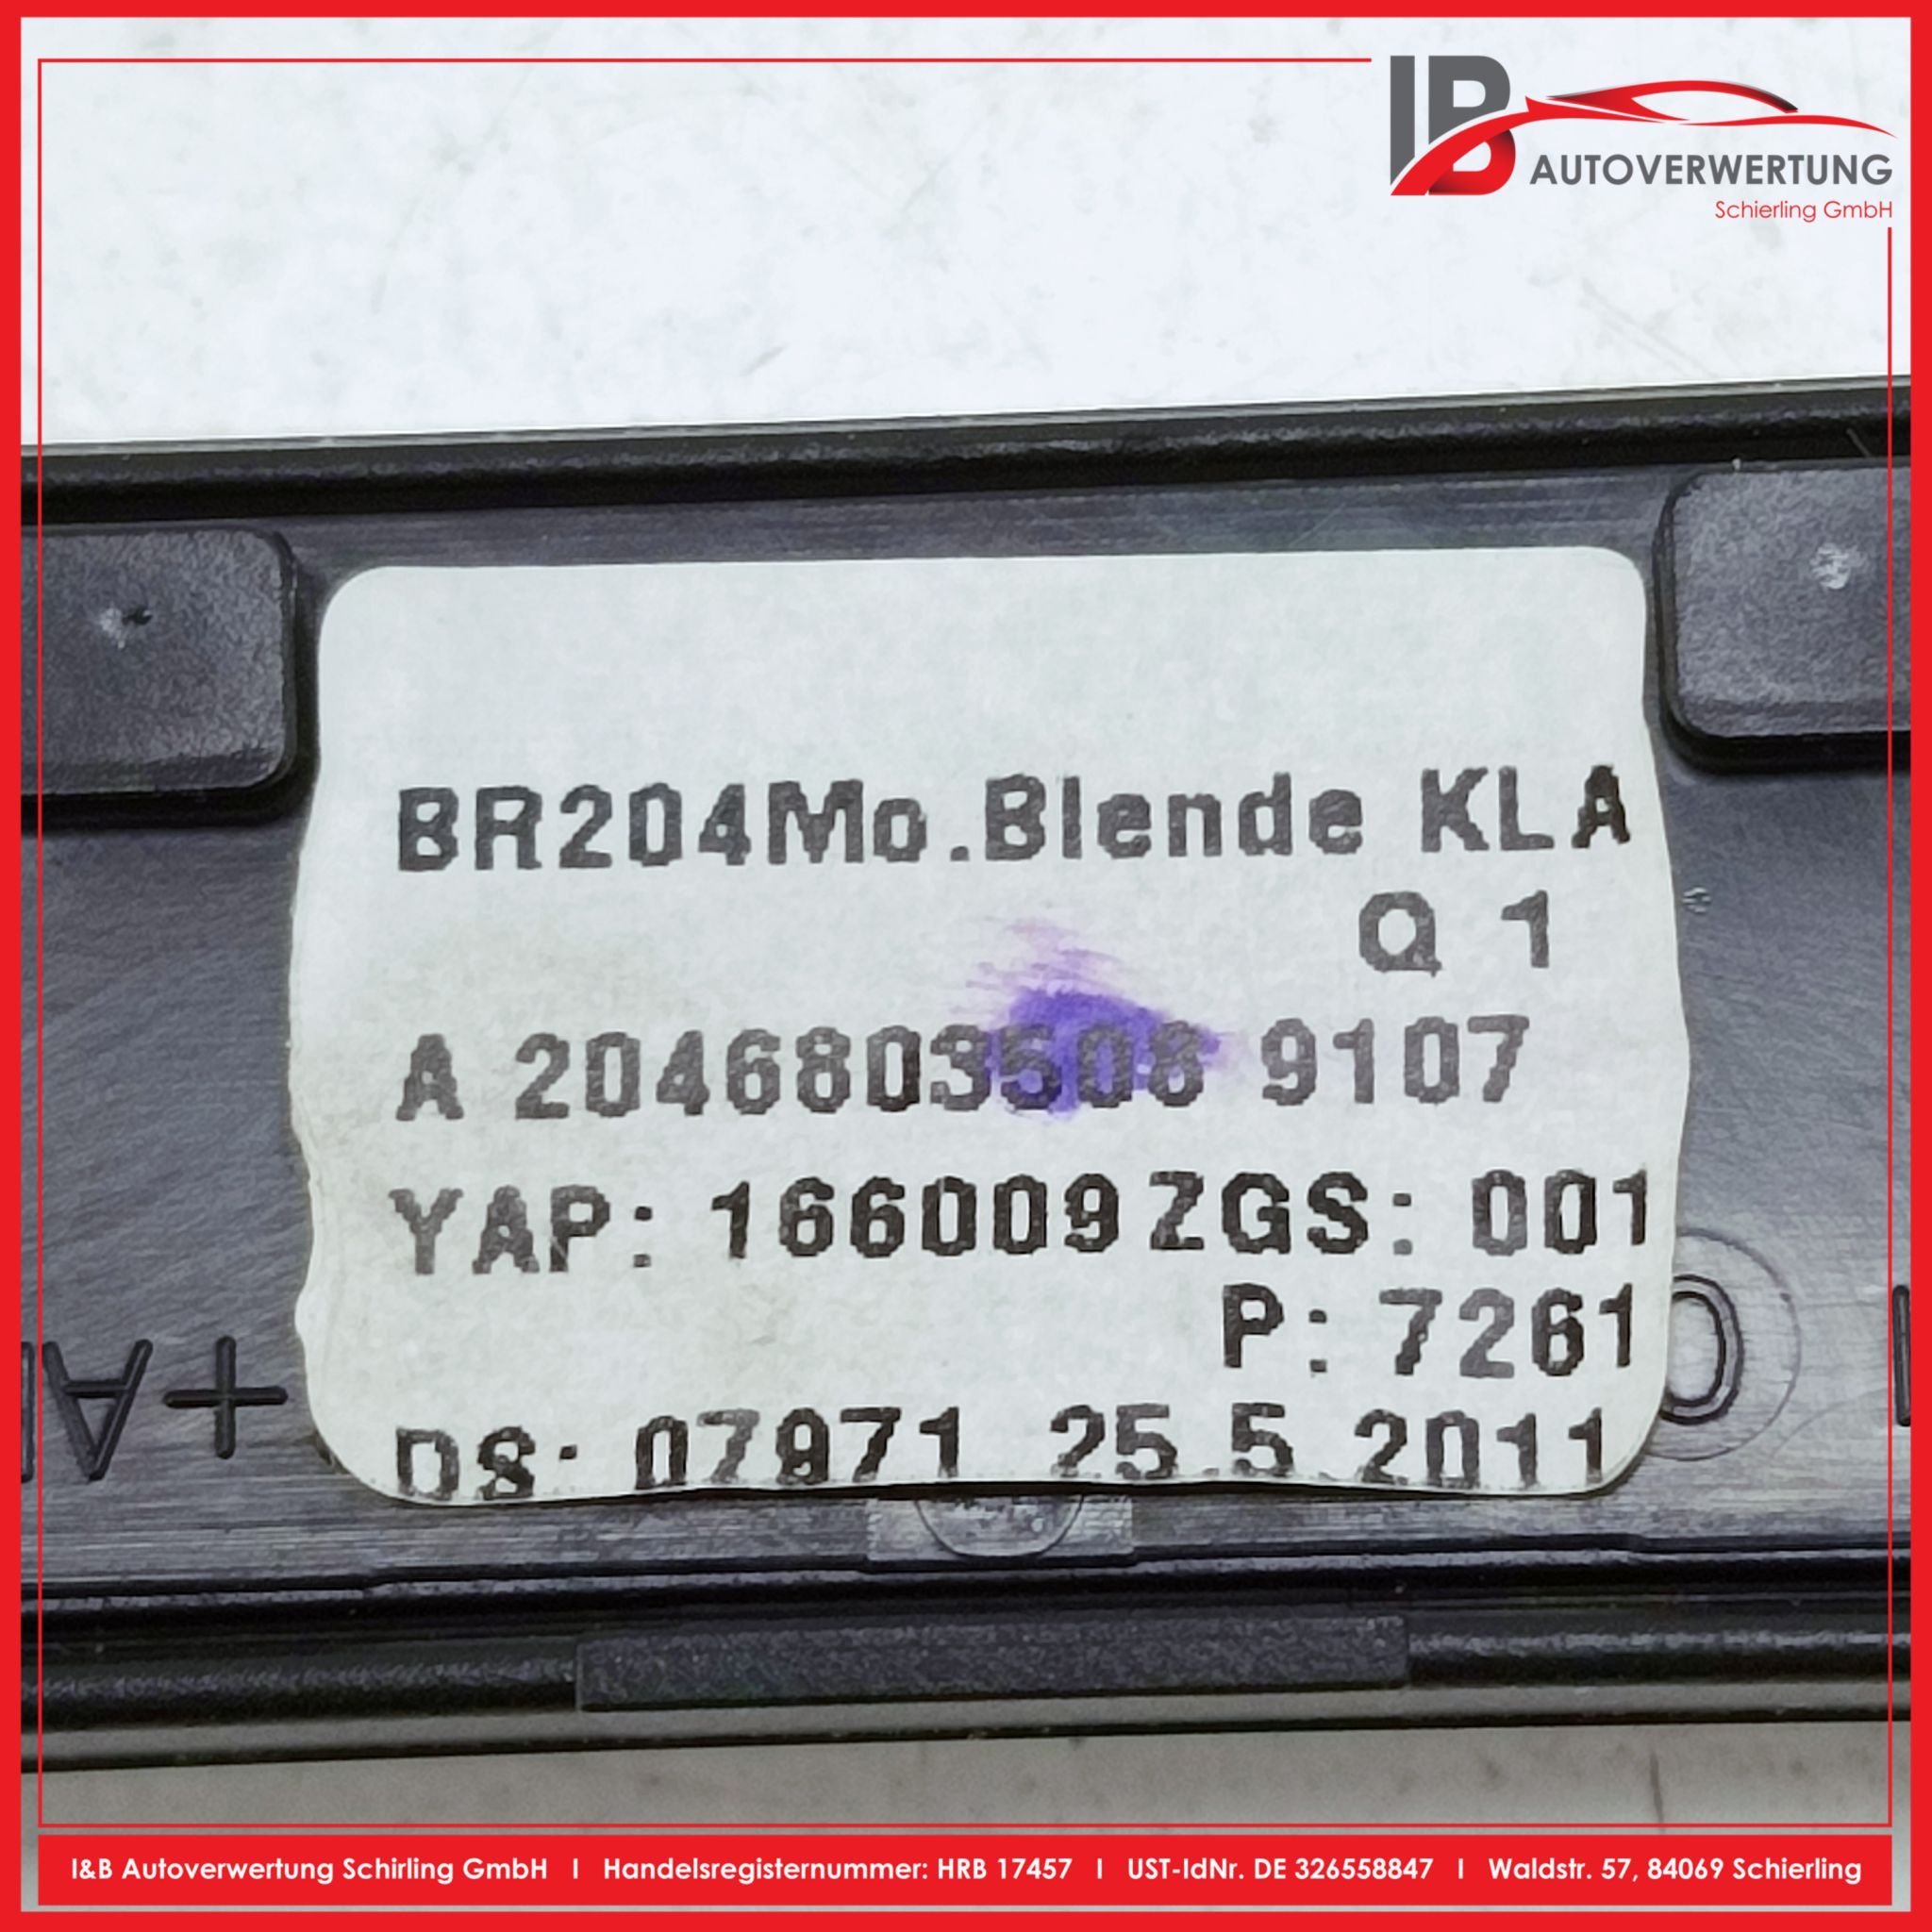 IB AUTOVERWERTUNG
Schierling GmbH
BR204Mo.Blende KLA
Q 1
A 2046803508 9107
YAP: 166009 ZGS: 001
P: 7261
DS: 07971 25.5.2011
+A
I&B Autoverwertung Schirling GmbH I Handelsregisternummer: HRB 17457 I UST-IdNr. DE 326558847 I Waldstr. 57, 84069 Schierling